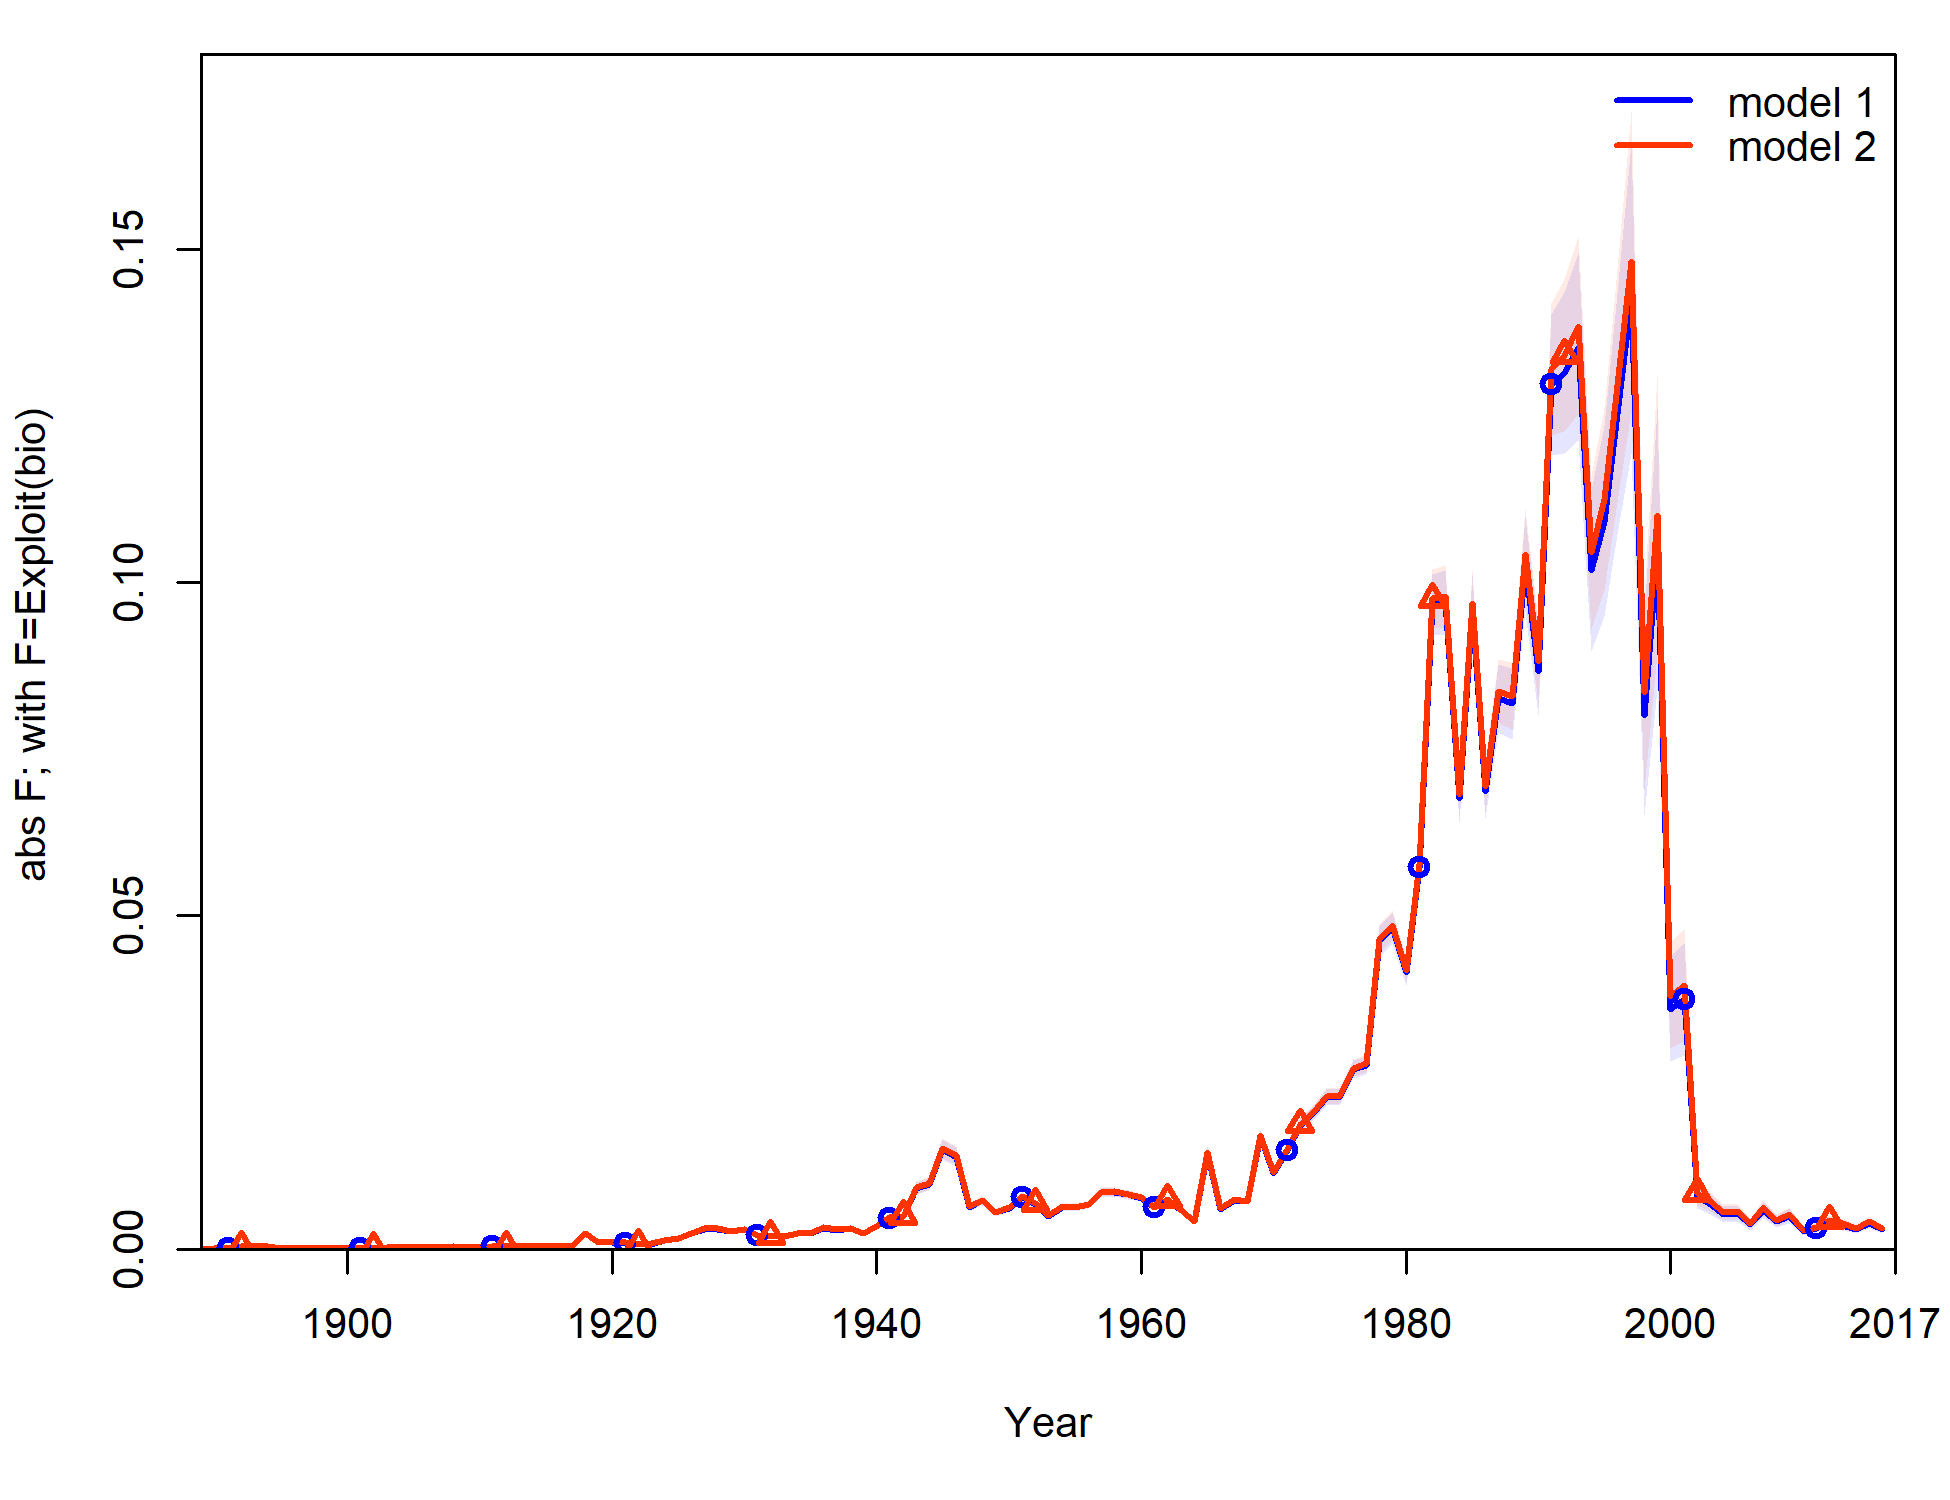 model 1
model 2
abs F; with F=Exploit(bio)
0.15
0.10
0.05
0.00
1900 1920 1940 1960 1980 2000 2017
Year